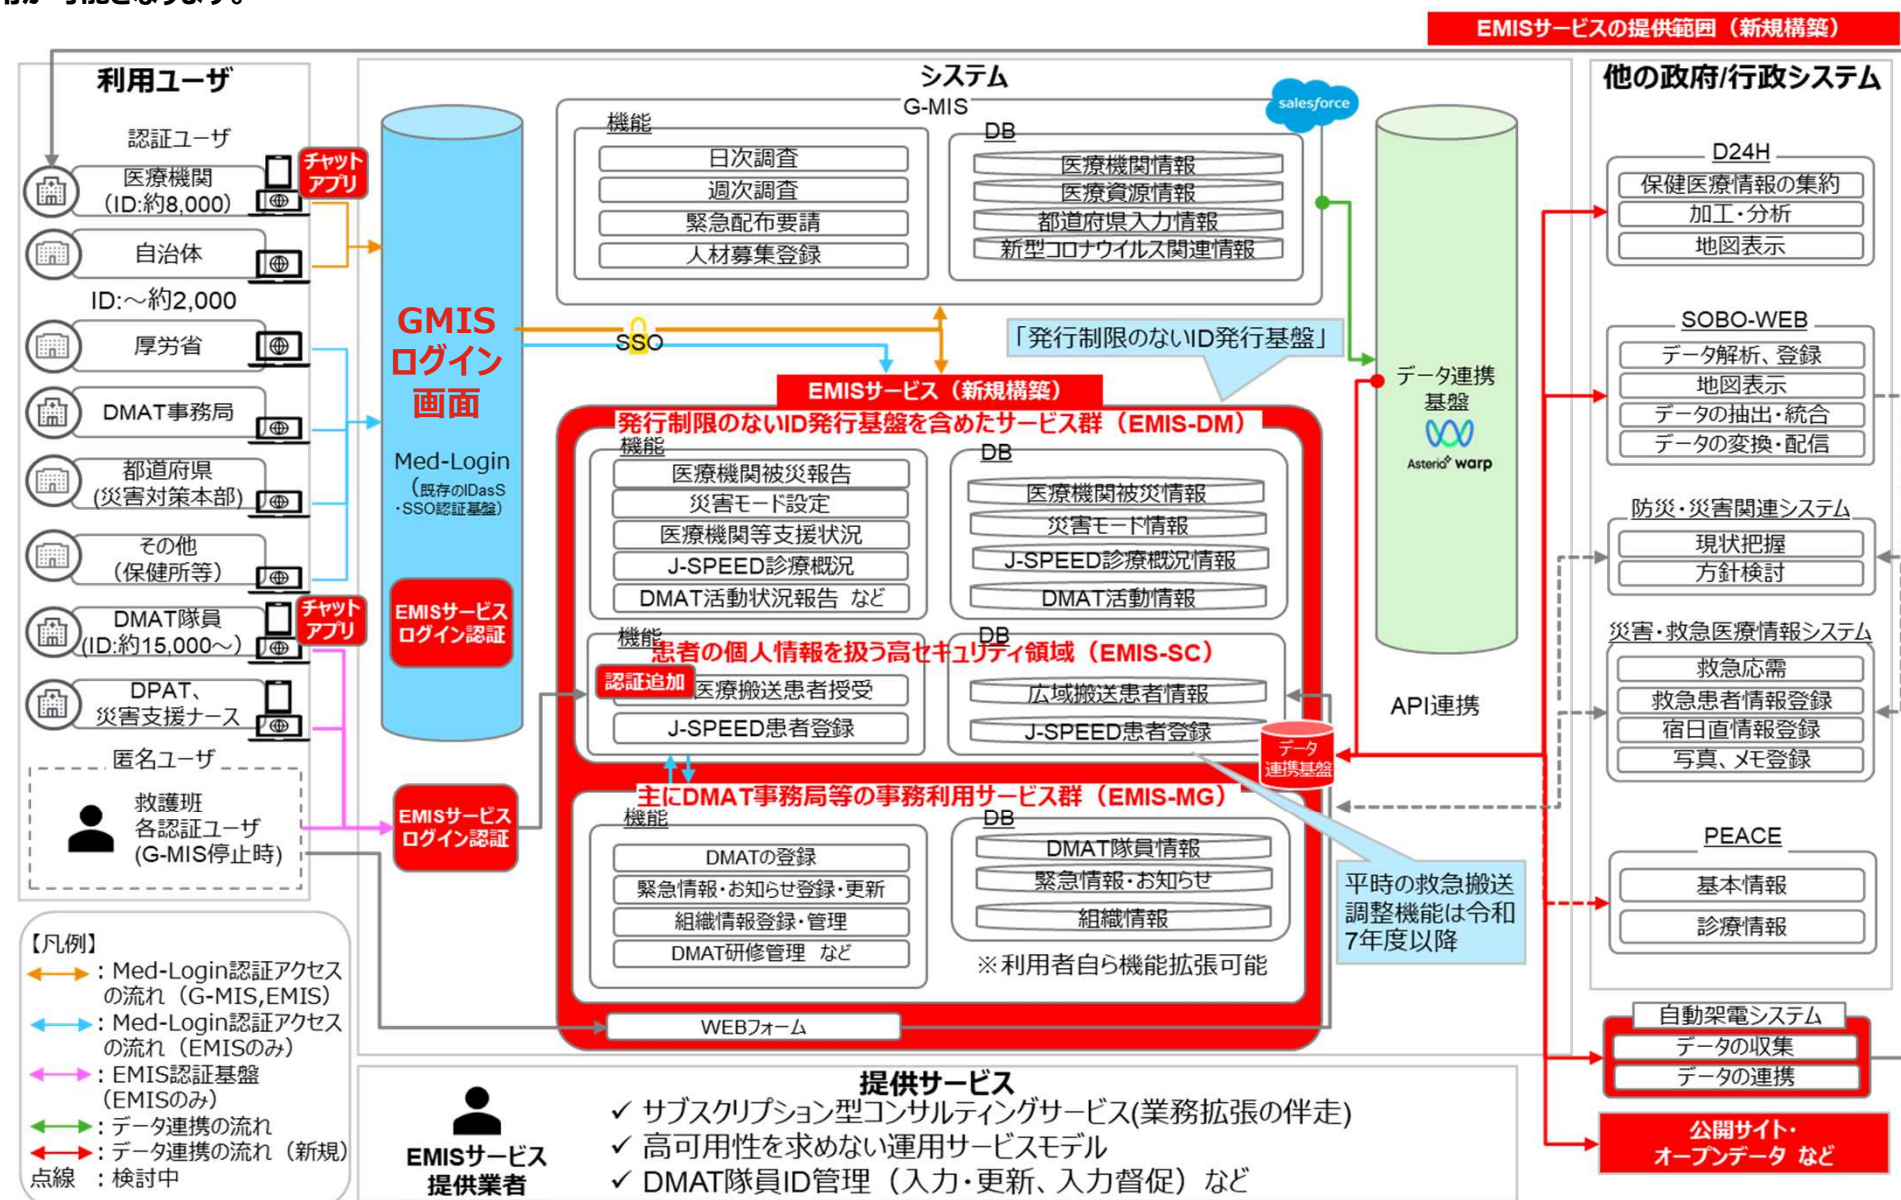 EMISサービスの提供範囲（新規構築）
利用ユーザ
認証ユーザ
医療機関
（ID:約8,000）
チャット
アプリ
自治体
ID:～約2,000
厚労省
DMAT事務局
都道府県
(災害対策本部)
その他
（保健所等）
DMAT隊員
(ID:約15,000～)
チャット
アプリ
DPAT、
災害支援ナース
匿名ユーザ
救護班
各認証ユーザ
(G-MIS停止時)
【凡例】
：Med-Login認証アクセス
の流れ（G-MIS,EMIS）
：Med-Login認証アクセス
の流れ（EMISのみ）
：EMIS認証基盤
（EMISのみ）
：データ連携の流れ
：データ連携の流れ（新規）
点線 ：検討中
システム
GMIS
ログイン
画面
Med-Login
（既存のIDasS
・SSO認証基盤）
EMISサービス
ログイン認証
EMISサービス
ログイン認証
G-MIS
salesforce
機能
日次調査
週次調査
緊急配布要請
人材募集登録
DB
医療機関情報
医療資源情報
都道府県入力情報
新型コロナウイルス関連情報
SSO
「発行制限のないID発行基盤」
EMISサービス（新規構築）
発行制限のないID発行基盤を含めたサービス群（EMIS-DM）
機能
医療機関被災報告
災害モード設定
医療機関等支援状況
J-SPEED診療概況
DMAT活動状況報告 など
DB
医療機関被災情報
災害モード情報
J-SPEED診療概況情報
DMAT活動情報
機能
患者の個人情報を扱う高セキュリティ領域（EMIS-SC）
認証追加
医療搬送患者授受
J-SPEED患者登録
DB
広域搬送患者情報
J-SPEED患者登録
データ
連携基盤
主にDMAT事務局等の事務利用サービス群（EMIS-MG）
機能
DMATの登録
緊急情報・お知らせ登録・更新
組織情報登録・管理
DMAT研修管理 など
DB
DMAT隊員情報
緊急情報・お知らせ
組織情報
※利用者自ら機能拡張可能
WEBフォーム
平時の救急搬送
調整機能は令和
7年度以降
データ連携
基盤
Asteria warp
API連携
他の政府/行政システム
D24H
保健医療情報の集約
加工・分析
地図表示
SOBO-WEB
データ解析、登録
地図表示
データの抽出・統合
データの変換・配信
防災・災害関連システム
現状把握
方針検討
災害・救急医療情報システム
救急応需
救急患者情報登録
宿日直情報登録
写真、メモ登録
PEACE
基本情報
診療情報
自動架電システム
データの収集
データの連携
公開サイト・
オープンデータ など
EMISサービス
提供業者
提供サービス
✓ サブスクリプション型コンサルティングサービス(業務拡張の伴走)
✓ 高可用性を求めない運用サービスモデル
✓ DMAT隊員ID管理（入力・更新、入力督促）など